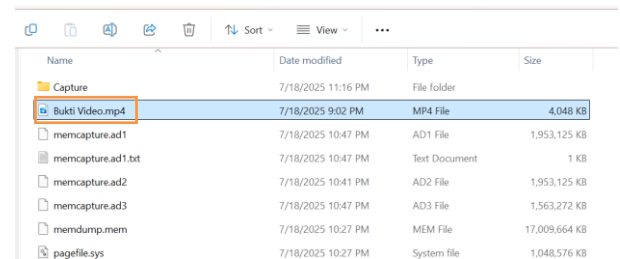 Sort View ...
Name Date modified Type Size
Capture 7/18/2025 11:16 PM File folder
Bukti Video.mp4 7/18/2025 9:02 PM MP4 File 4,048 KB
memcapture.ad1 7/18/2025 10:47 PM AD1 File 1,953,125 KB
memcapture.ad1.txt 7/18/2025 10:47 PM Text Document 1 KB
memcapture.ad2 7/18/2025 10:41 PM AD2 File 1,953,125 KB
memcapture.ad3 7/18/2025 10:47 PM AD3 File 1,563,272 KB
memdump.mem 7/18/2025 10:27 PM MEM File 17,009,664 KB
pagefile.sys 7/18/2025 10:27 PM System file 1,048,576 KB